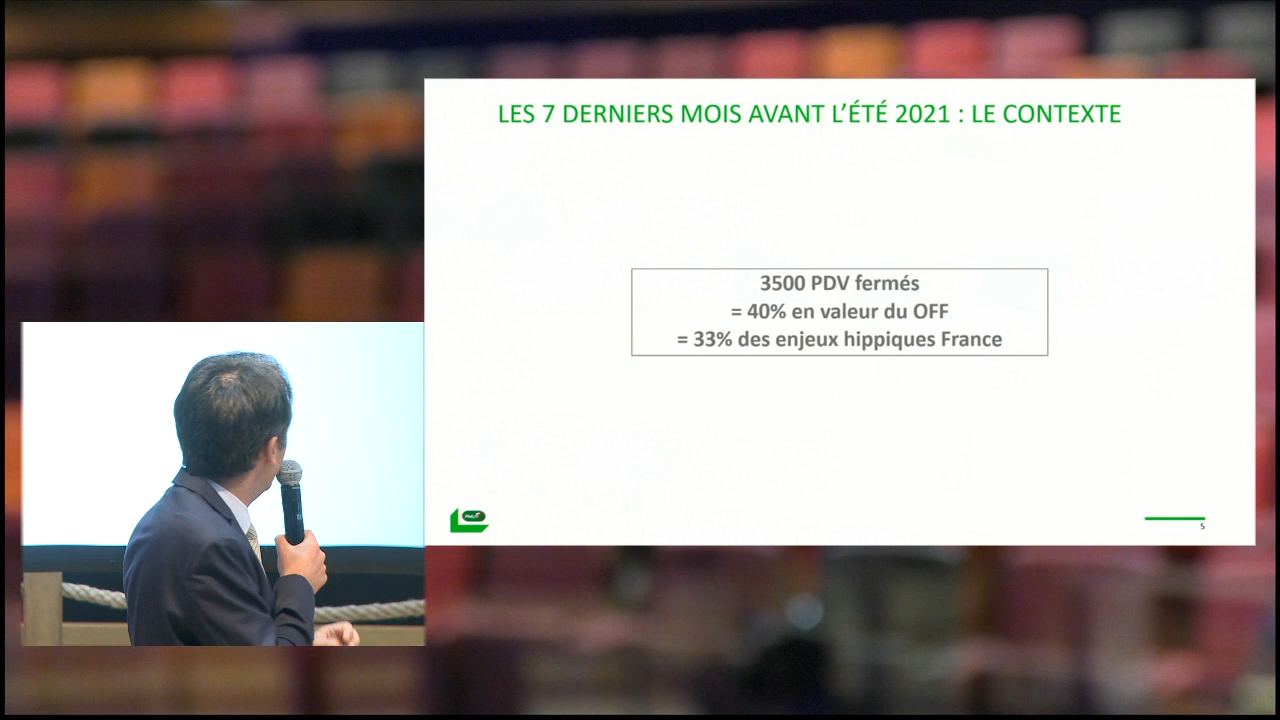 LES 7 DERNIERS MOIS AVANT L'ÉTÉ 2021 : LE CONTEXTE
3500 PDV fermés
= 40% en valeur du OFF
= 33% des enjeux hippiques France
5